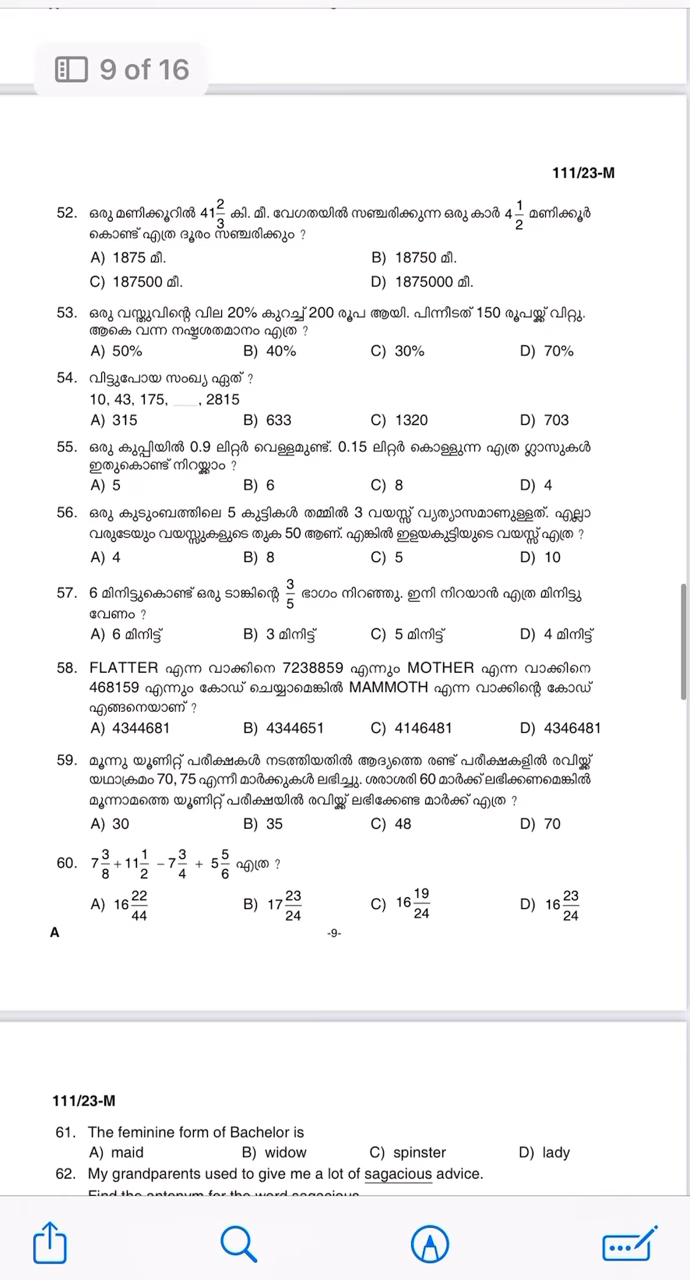 9 of 16
111/23-M
52. ഒരു മണിക്കൂറിൽ 41 2/3 കി. മീ. വേഗതയിൽ സഞ്ചരിക്കുന്ന ഒരു കാർ 4 1/2 മണിക്കൂർ
കൊണ്ട് എത്ര ദൂരം സഞ്ചരിക്കും ?
A) 1875 മീ. B) 18750 മീ.
C) 187500 മീ. D) 1875000 മീ.
53. ഒരു വസ്തുവിന്റെ വില 20% കുറച്ച് 200 രൂപ ആയി. പിന്നീടത് 150 രൂപയ്ക്ക് വിറ്റു.
ആകെ വന്ന നഷ്ടശതമാനം എത്ര ?
A) 50% B) 40% C) 30% D) 70%
54. വിട്ടുപോയ സംഖ്യ ഏത് ?
10, 43, 175, ___, 2815
A) 315 B) 633 C) 1320 D) 703
55. ഒരു കുപ്പിയിൽ 0.9 ലിറ്റർ വെള്ളമുണ്ട്. 0.15 ലിറ്റർ കൊള്ളുന്ന എത്ര ഗ്ലാസുകൾ
ഇതുകൊണ്ട് നിറയ്ക്കാം ?
A) 5 B) 6 C) 8 D) 4
56. ഒരു കുടുംബത്തിലെ 5 കുട്ടികൾ തമ്മിൽ 3 വയസ്സ് വ്യത്യാസമാണുള്ളത്. എല്ലാ
വരുടേയും വയസ്സുകളുടെ തുക 50 ആണ്. എങ്കിൽ ഇളയകുട്ടിയുടെ വയസ്സ് എത്ര ?
A) 4 B) 8 C) 5 D) 10
57. 6 മിനിട്ടുകൊണ്ട് ഒരു ടാങ്കിന്റെ 3/5 ഭാഗം നിറഞ്ഞു. ഇനി നിറയാൻ എത്ര മിനിട്ടു
വേണം ?
A) 6 മിനിട്ട് B) 3 മിനിട്ട് C) 5 മിനിട്ട് D) 4 മിനിട്ട്
58. FLATTER എന്ന വാക്കിനെ 7238859 എന്നും MOTHER എന്ന വാക്കിനെ
468159 എന്നും കോഡ് ചെയ്യാമെങ്കിൽ MAMMOTH എന്ന വാക്കിന്റെ കോഡ്
എങ്ങനെയാണ് ?
A) 4344681 B) 4344651 C) 4146481 D) 4346481
59. മൂന്നു യൂണിറ്റ് പരീക്ഷകൾ നടത്തിയതിൽ ആദ്യത്തെ രണ്ട് പരീക്ഷകളിൽ രവിയ്ക്ക്
യഥാക്രമം 70, 75 എന്നീ മാർക്കുകൾ ലഭിച്ചു. ശരാശരി 60 മാർക്ക് ലഭിക്കണമെങ്കിൽ
മൂന്നാമത്തെ യൂണിറ്റ് പരീക്ഷയിൽ രവിയ്ക്ക് ലഭിക്കേണ്ട മാർക്ക് എത്ര ?
A) 30 B) 35 C) 48 D) 70
60. 7 3/8 + 11 1/2 - 7 3/4 + 5 5/6 എത്ര ?
A) 16 22/44 B) 17 23/24 C) 16 19/24 D) 16 23/24
A -9-
111/23-M
61. The feminine form of Bachelor is
A) maid B) widow C) spinster D) lady
62. My grandparents used to give me a lot of sagacious advice.
Find the antonym for the word sagacious